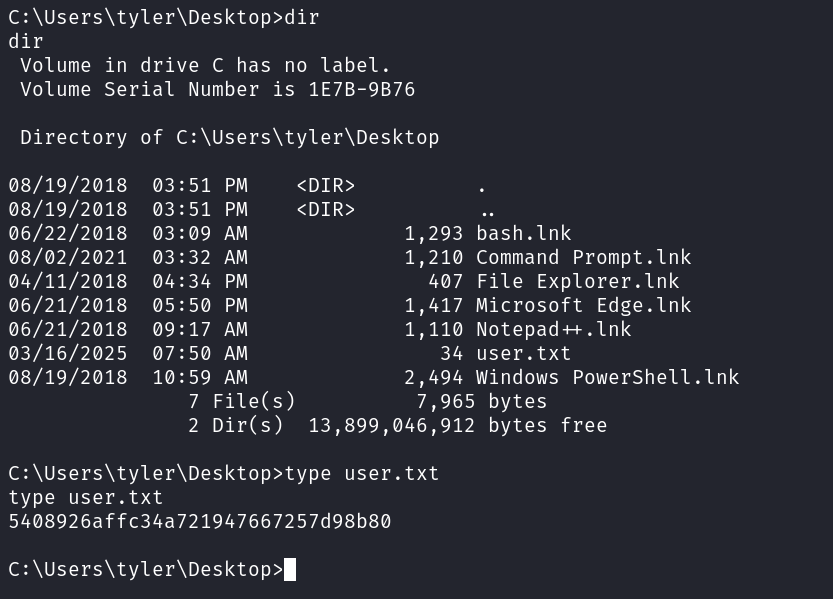 C:\Users\tyler\Desktop>dir
dir
 Volume in drive C has no label.
 Volume Serial Number is 1E7B-9B76

 Directory of C:\Users\tyler\Desktop

08/19/2018  03:51 PM    <DIR>          .
08/19/2018  03:51 PM    <DIR>          ..
06/22/2018  03:09 AM             1,293 bash.lnk
08/02/2021  03:32 AM             1,210 Command Prompt.lnk
04/11/2018  04:34 PM               407 File Explorer.lnk
06/21/2018  05:50 PM             1,417 Microsoft Edge.lnk
06/21/2018  09:17 AM             1,110 Notepad++.lnk
03/16/2025  07:50 AM                34 user.txt
08/19/2018  10:59 AM             2,494 Windows PowerShell.lnk
               7 File(s)          7,965 bytes
               2 Dir(s)  13,899,046,912 bytes free

C:\Users\tyler\Desktop>type user.txt
type user.txt
5408926affc34a721947667257d98b80

C:\Users\tyler\Desktop>